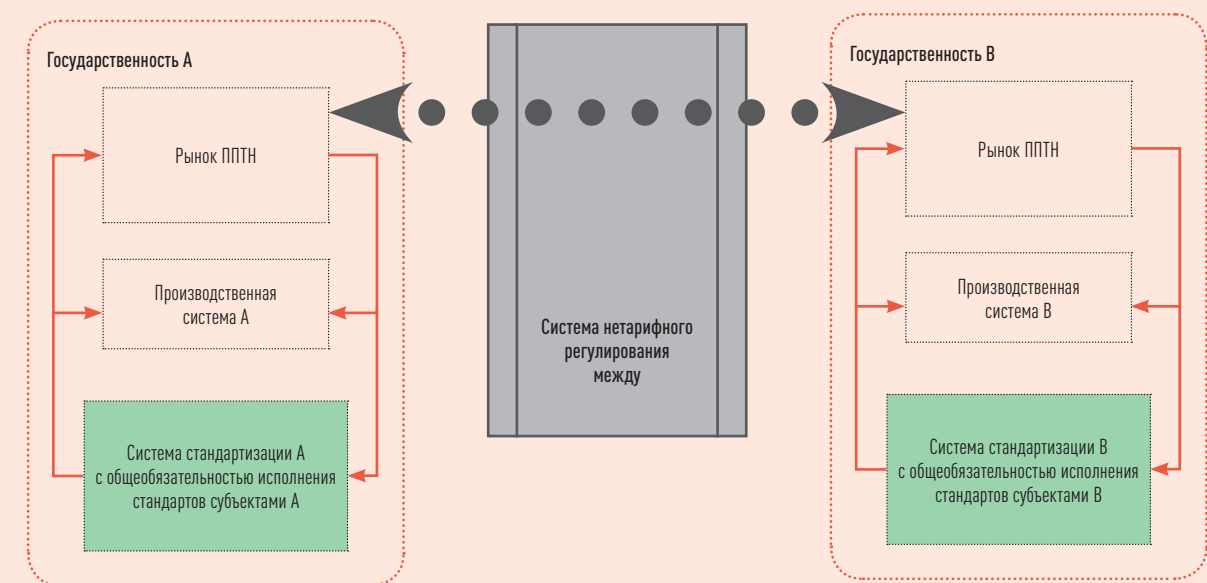 Государственность А
Рынок ППТН
Производственная
система А
Система стандартизации А
с общеобязательностью исполнения
стандартов субъектами А
Система нетарифного
регулирования
между
Государственность В
Рынок ППТН
Производственная
система В
Система стандартизации В
с общеобязательностью исполнения
стандартов субъектами В